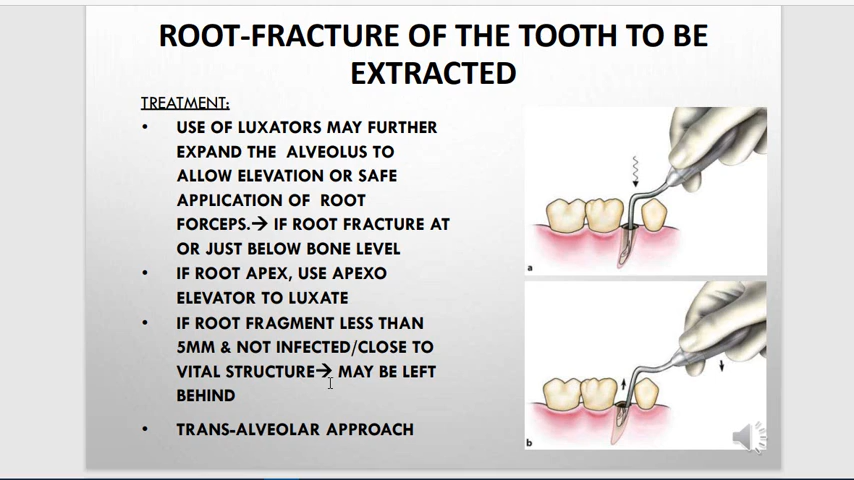 ROOT-FRACTURE OF THE TOOTH TO BE
EXTRACTED
TREATMENT:
• USE OF LUXATORS MAY FURTHER
EXPAND THE ALVEOLUS TO
ALLOW ELEVATION OR SAFE
APPLICATION OF ROOT
FORCEPS.→ IF ROOT FRACTURE AT
OR JUST BELOW BONE LEVEL
• IF ROOT APEX, USE APEXO
ELEVATOR TO LUXATE
• IF ROOT FRAGMENT LESS THAN
5MM & NOT INFECTED/CLOSE TO
VITAL STRUCTURE→ MAY BE LEFT
BEHIND
• TRANS-ALVEOLAR APPROACH
a
b